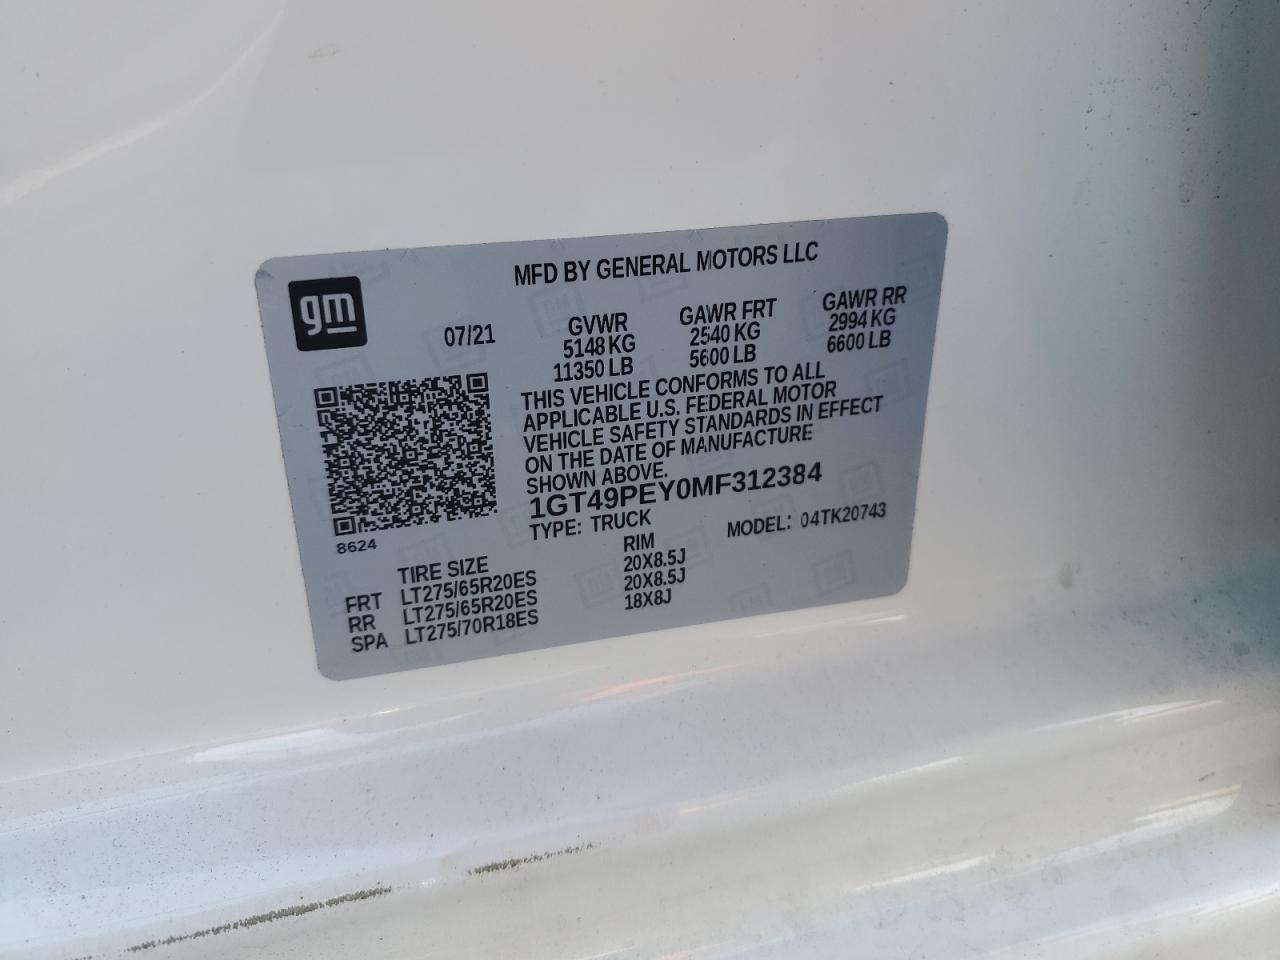 MFD BY GENERAL MOTORS LLC
gm
07/21
GVWR
5148 KG
11350 LB
GAWR FRT
2540 KG
5600 LB
GAWR RR
2994 KG
6600 LB
THIS VEHICLE CONFORMS TO ALL
APPLICABLE U.S. FEDERAL MOTOR
VEHICLE SAFETY STANDARDS IN EFFECT
ON THE DATE OF MANUFACTURE
SHOWN ABOVE.
1GT49PEY0MF312384
TYPE: TRUCK
MODEL: 04TK20743
8624
TIRE SIZE RIM
FRT LT275/65R20ES 20X8.5J
RR LT275/65R20ES 20X8.5J
SPA LT275/70R18ES 18X8J